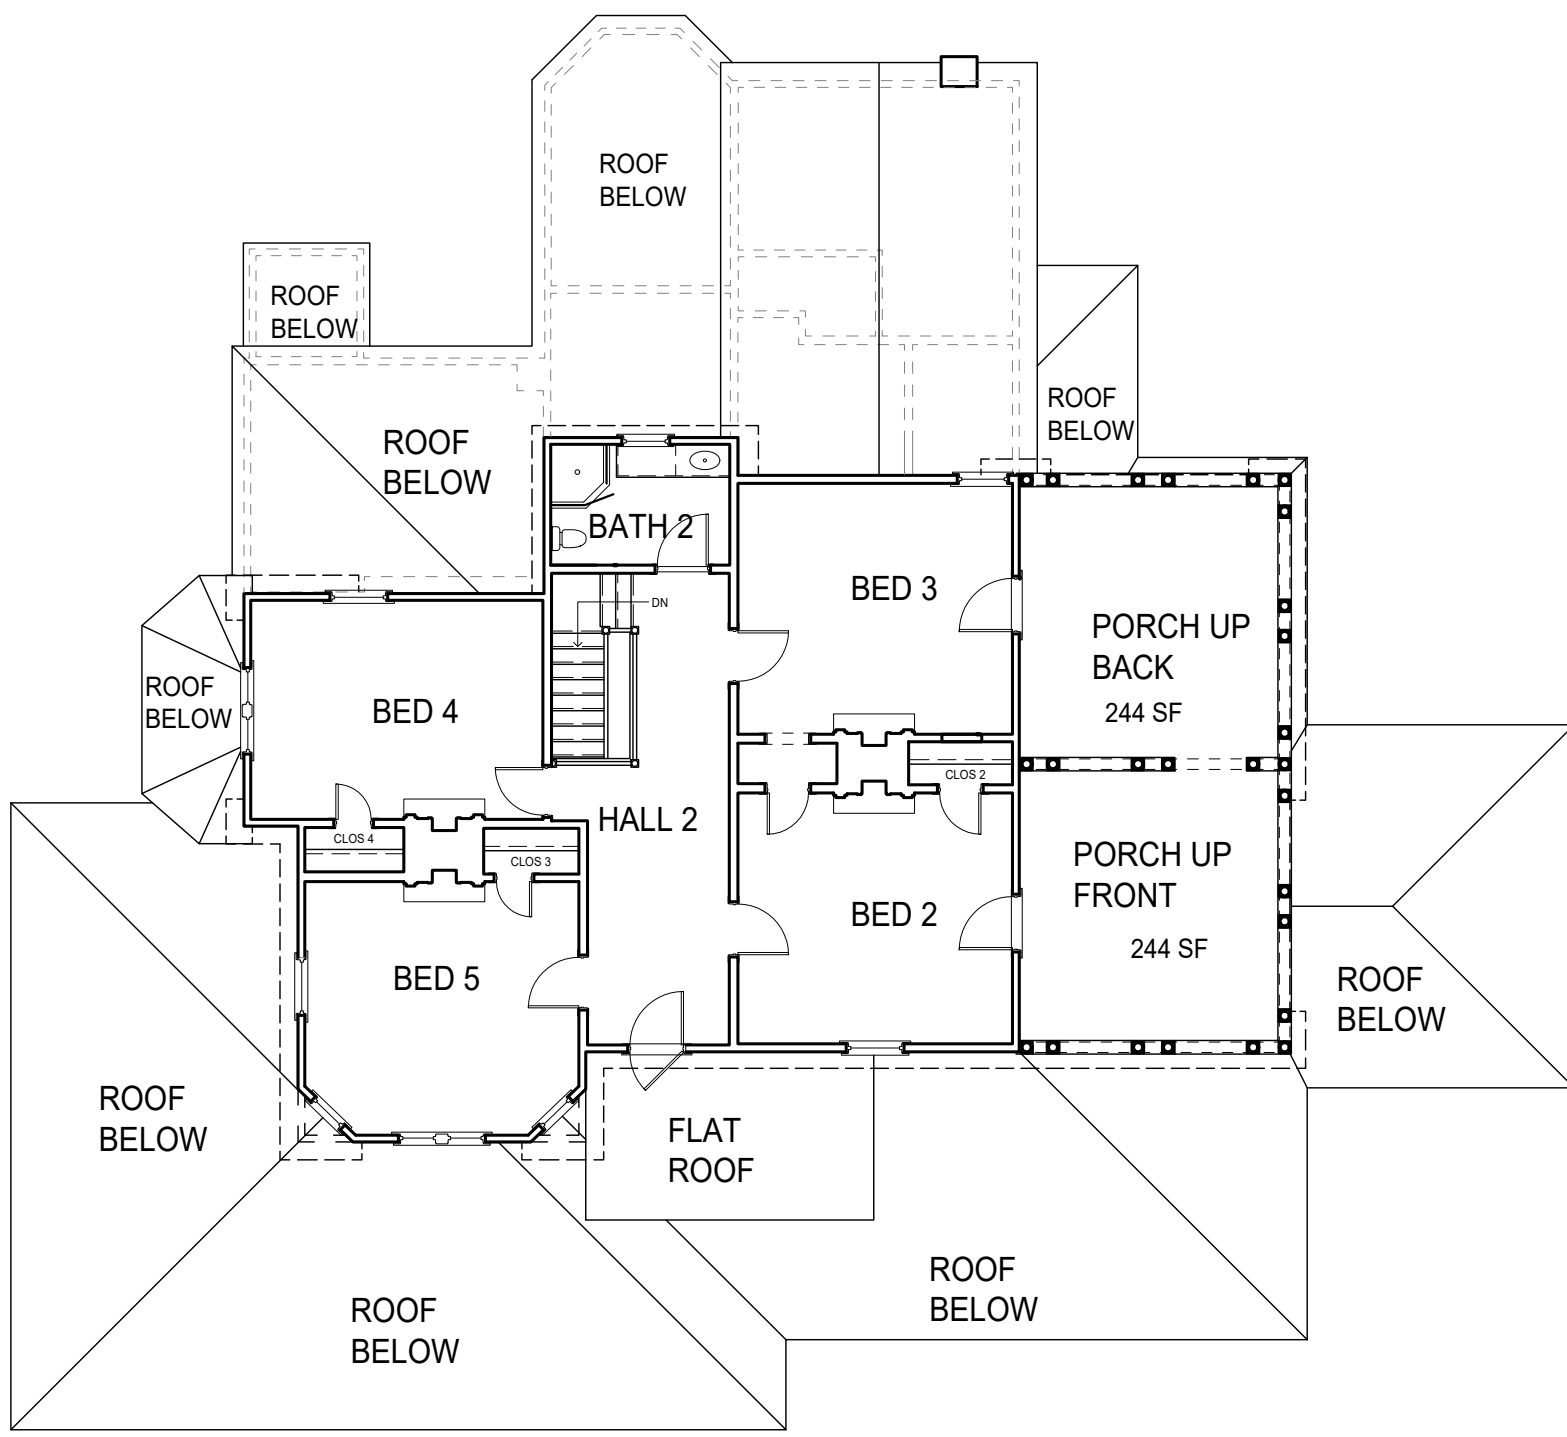 ROOF
BELOW
ROOF
BELOW
ROOF
BELOW
ROOF
BELOW
BATH 2
BED 3
DN
PORCH UP
BACK
244 SF
ROOF
BELOW
BED 4
CLOS 2
HALL 2
CLOS 4
CLOS 3
PORCH UP
FRONT
244 SF
BED 2
BED 5
ROOF
BELOW
ROOF
BELOW
FLAT
ROOF
ROOF
BELOW
ROOF
BELOW